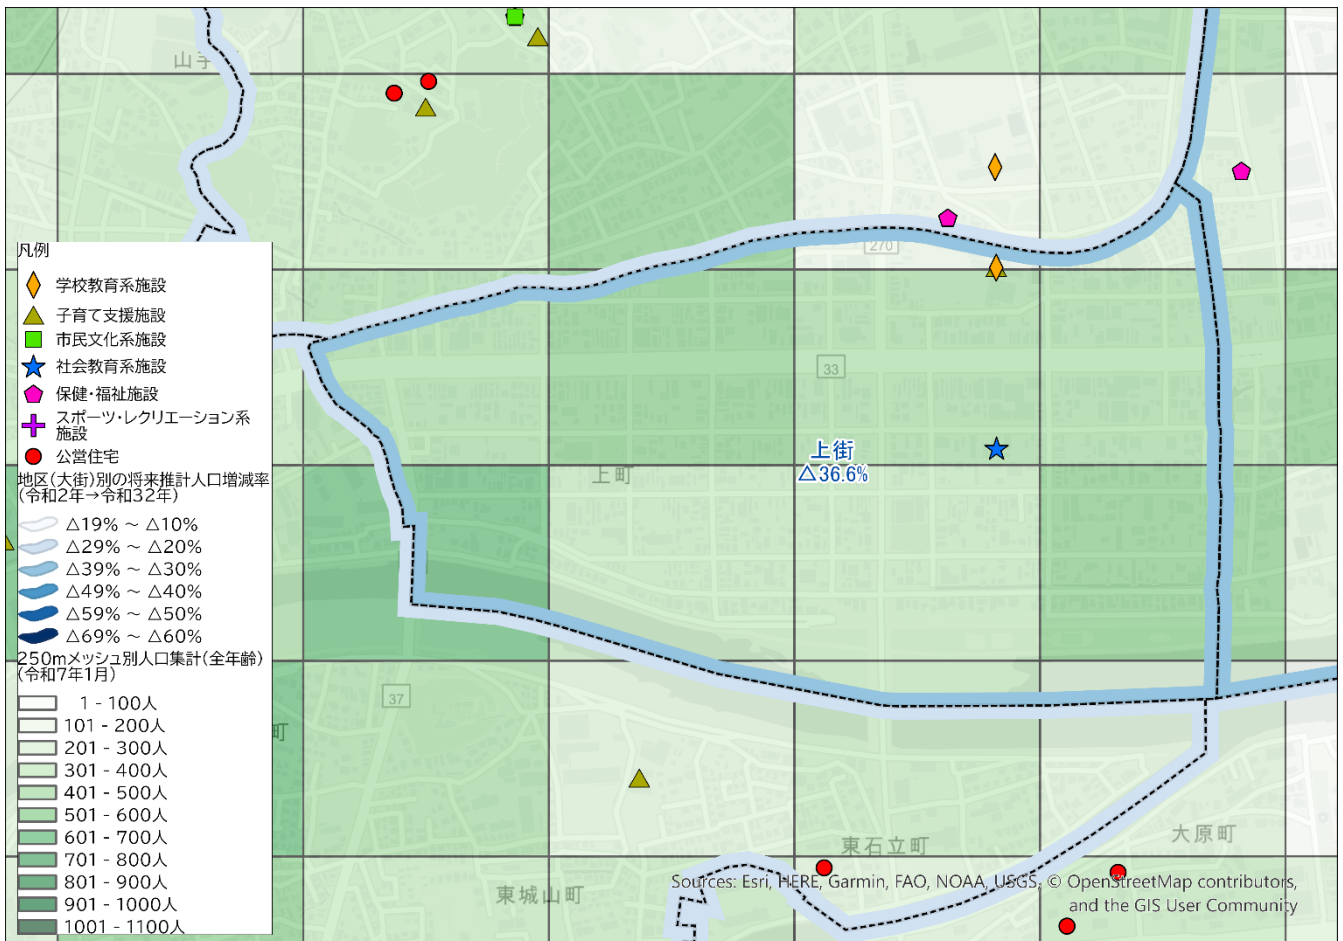 山手
270
凡例
学校教育系施設
子育て支援施設
市民文化系施設
社会教育系施設
保健・福祉施設
スポーツ・レクリエーション系
施設
公営住宅
地区(大街)別の将来推計人口増減率
(令和2年→令和32年)
△19% ~ △10%
△29% ~ △20%
△39% ~ △30%
△49% ~ △40%
△59% ~ △50%
△69% ~ △60%
250mメッシュ別人口集計(全年齢)
(令和7年1月)
1 - 100人
101 - 200人
201 - 300人
301 - 400人
401 - 500人
501 - 600人
601 - 700人
701 - 800人
801 - 900人
901 - 1000人
1001 - 1100人
33
上街
△36.6%
上町
37
町
東石立町
大原町
東城山町
Sources: Esri, HERE, Garmin, FAO, NOAA, USGS, © OpenStreetMap contributors,
and the GIS User Community